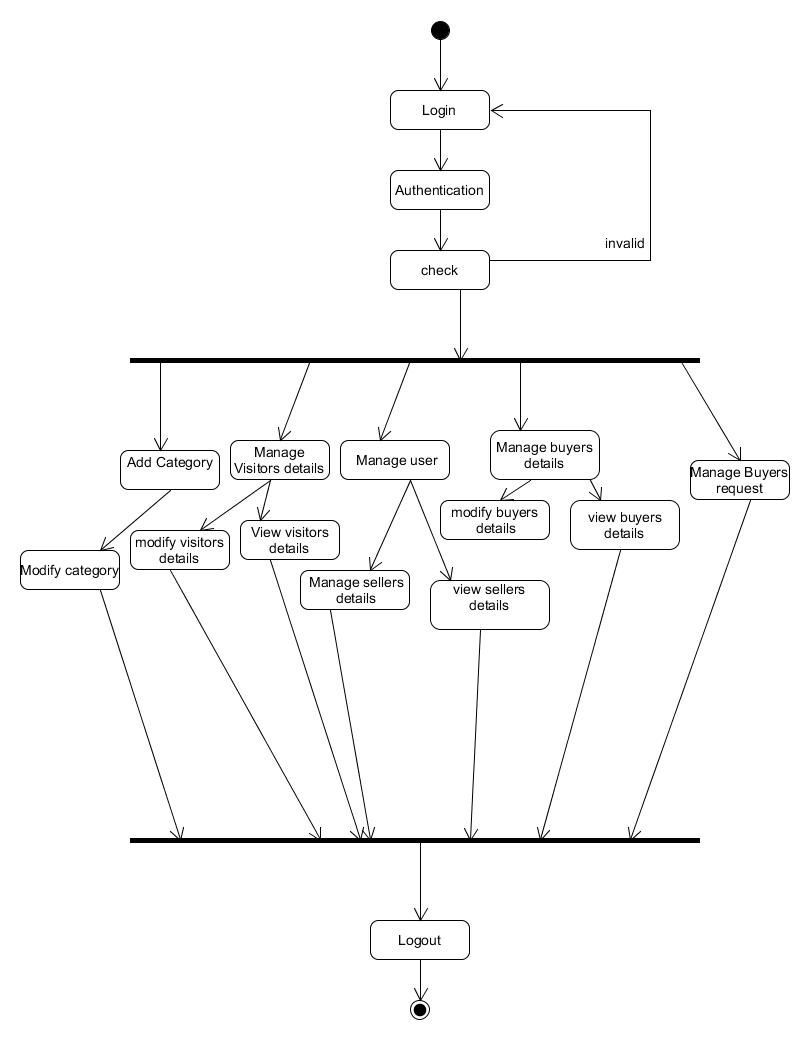 Login
Authentication
invalid
check
Add Category
Manage
Visitors details
Manage user
Manage buyers
details
Manage Buyers
request
modify visitors
details
View visitors
details
modify buyers
details
view buyers
details
Modify category
Manage sellers
details
view sellers
details
Logout